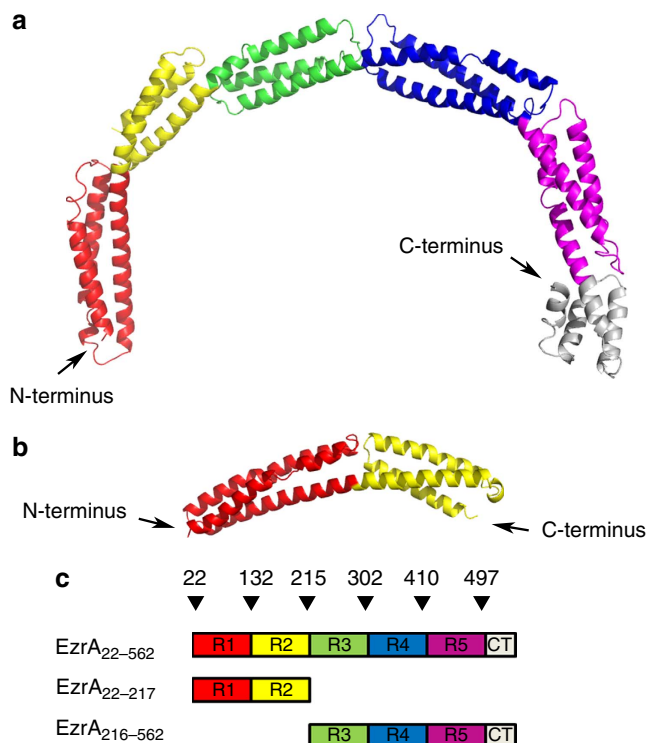 a
C-terminus
N-terminus
b
N-terminus
C-terminus
c
22 132 215 302 410 497
EzrA22–562 R1 R2 R3 R4 R5 CT
EzrA22–217 R1 R2
EzrA216–562 R3 R4 R5 CT